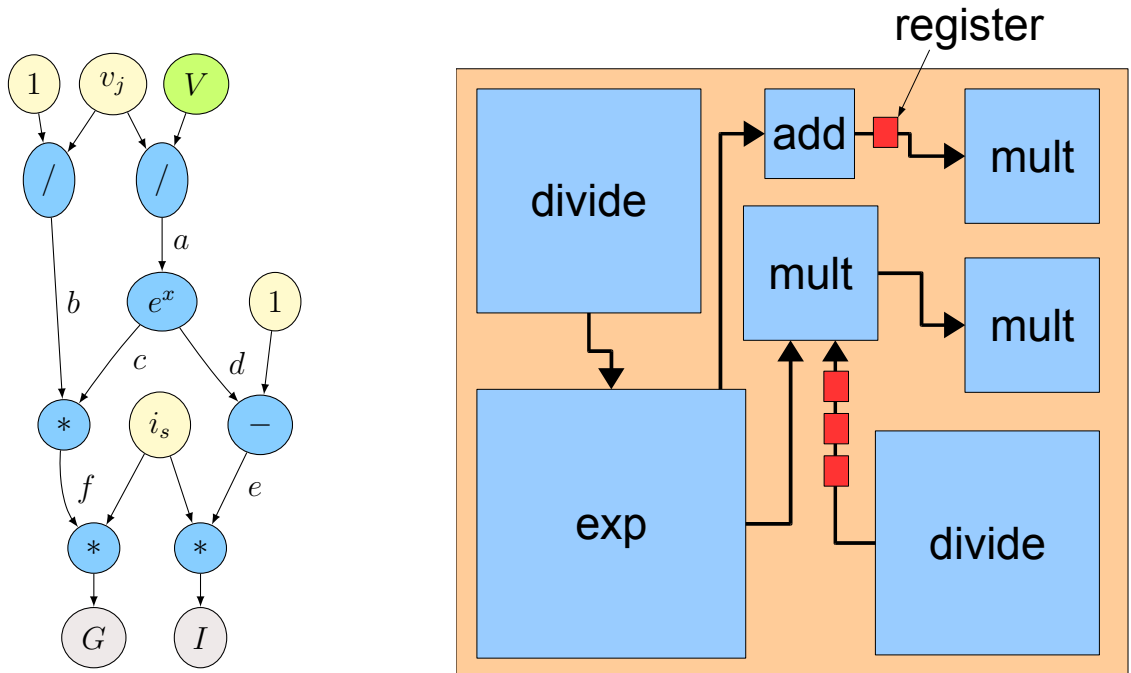 register
1 v_j V
/ /
a
b e^x 1
c d
* i_s −
f e
* *
G I
divide
add
mult
mult
mult
exp
divide